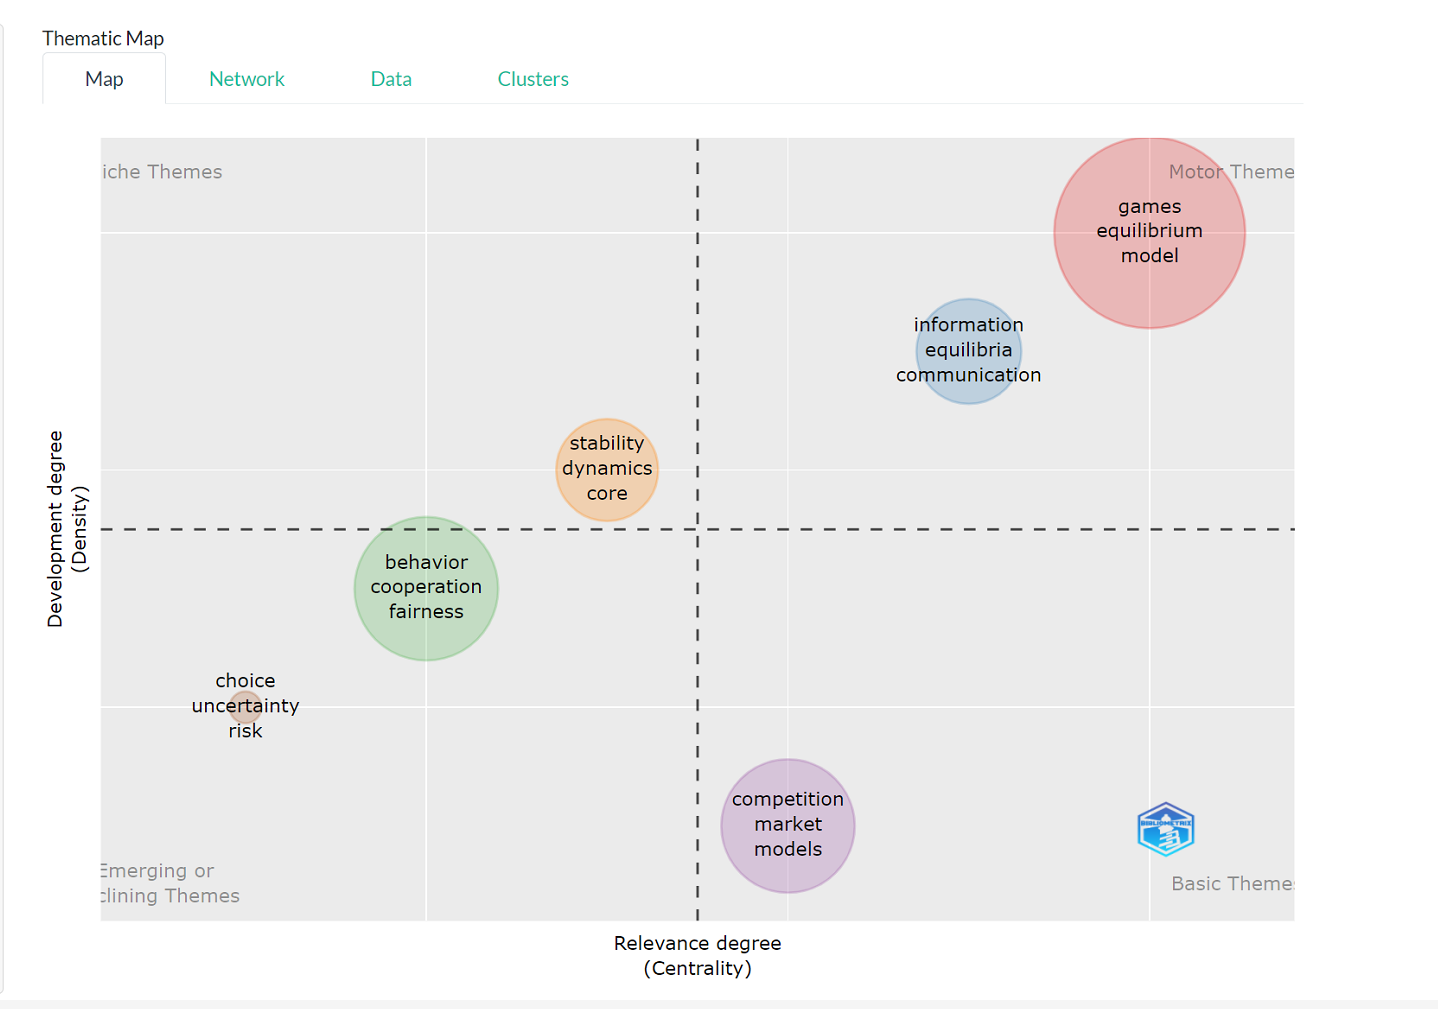 Thematic Map
Map
Network
Data
Clusters
iche Themes
Motor Theme
games
equilibrium
model
information
equilibria
communication
stability
dynamics
core
Development degree
(Density)
behavior
cooperation
fairness
choice
uncertainty
risk
competition
market
models
BIBLIOMETRIX
Emerging or
clining Themes
Basic Themes
Relevance degree
(Centrality)